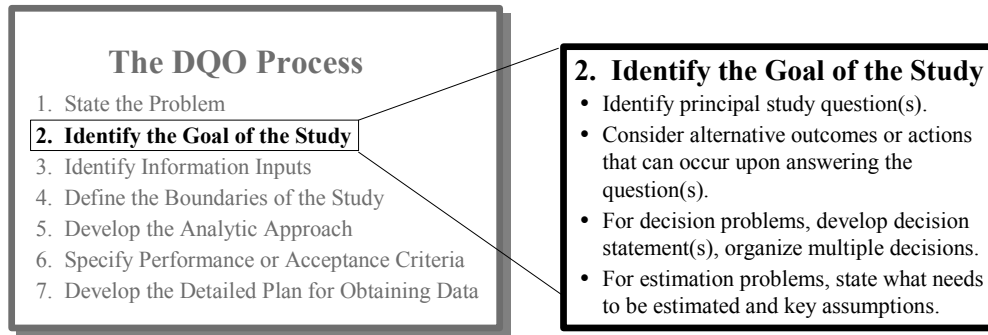 The DQO Process
1. State the Problem
2. Identify the Goal of the Study
3. Identify Information Inputs
4. Define the Boundaries of the Study
5. Develop the Analytic Approach
6. Specify Performance or Acceptance Criteria
7. Develop the Detailed Plan for Obtaining Data
2. Identify the Goal of the Study
• Identify principal study question(s).
• Consider alternative outcomes or actions
that can occur upon answering the
question(s).
• For decision problems, develop decision
statement(s), organize multiple decisions.
• For estimation problems, state what needs
to be estimated and key assumptions.